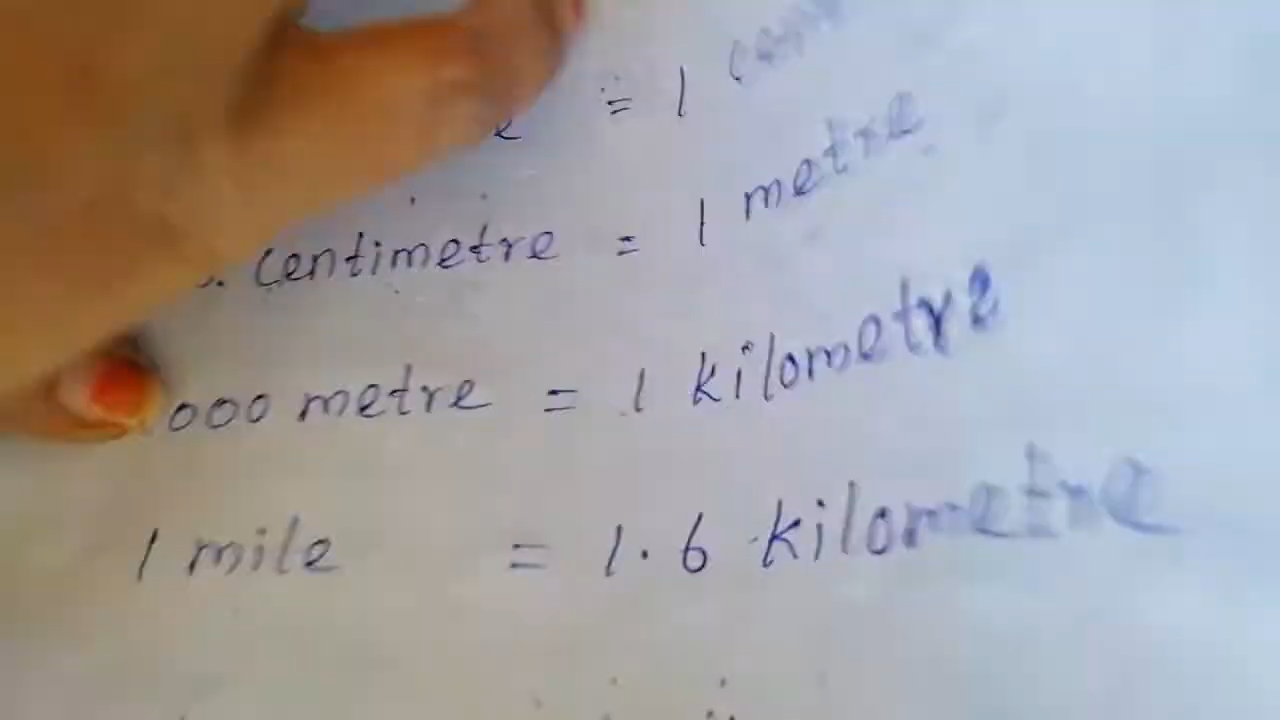 = 1
centimetre = 1 metre
000 metre = 1 kilometre
1 mile = 1.6 kilometre